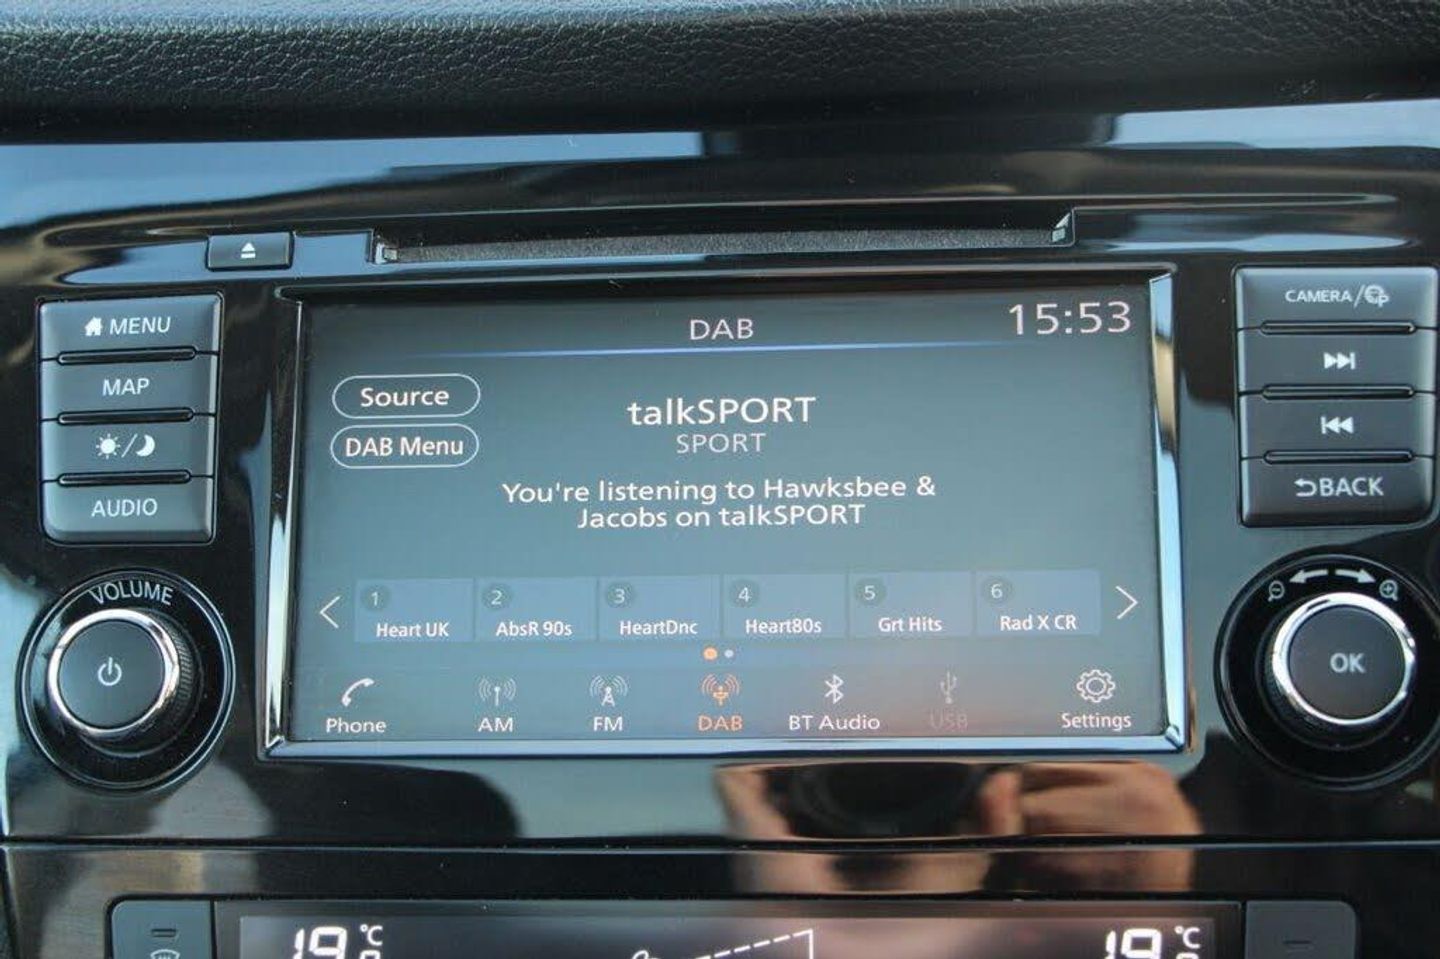 MENU
MAP
AUDIO
VOLUME
DAB
15:53
Source
DAB Menu
talkSPORT
SPORT
You're listening to Hawksbee &
Jacobs on talkSPORT
1 2 3 4 5 6
Heart UK AbsR 90s HeartDnc Heart80s Grt Hits Rad X CR
Phone AM FM DAB BT Audio USB Settings
CAMERA/
BACK
OK
19°C 19°C